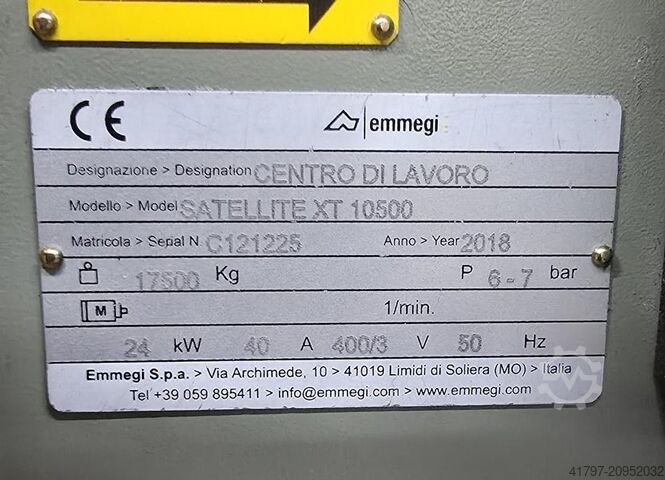 CE emmegi
Designazione > Designation CENTRO DI LAVORO
Modello > Model SATELLITE XT 10500
Matricola > Serial N C121225 Anno > Year 2018
17500 Kg P 6-7 bar
M 1/min.
24 kW 40 A 400/3 V 50 Hz
Emmegi S.p.a. > Via Archimede, 10 > 41019 Limidi di Soliera (MO) > Italia
Tel +39 059 895411 > info@emmegi.com > www.emmegi.com
41797-20952032